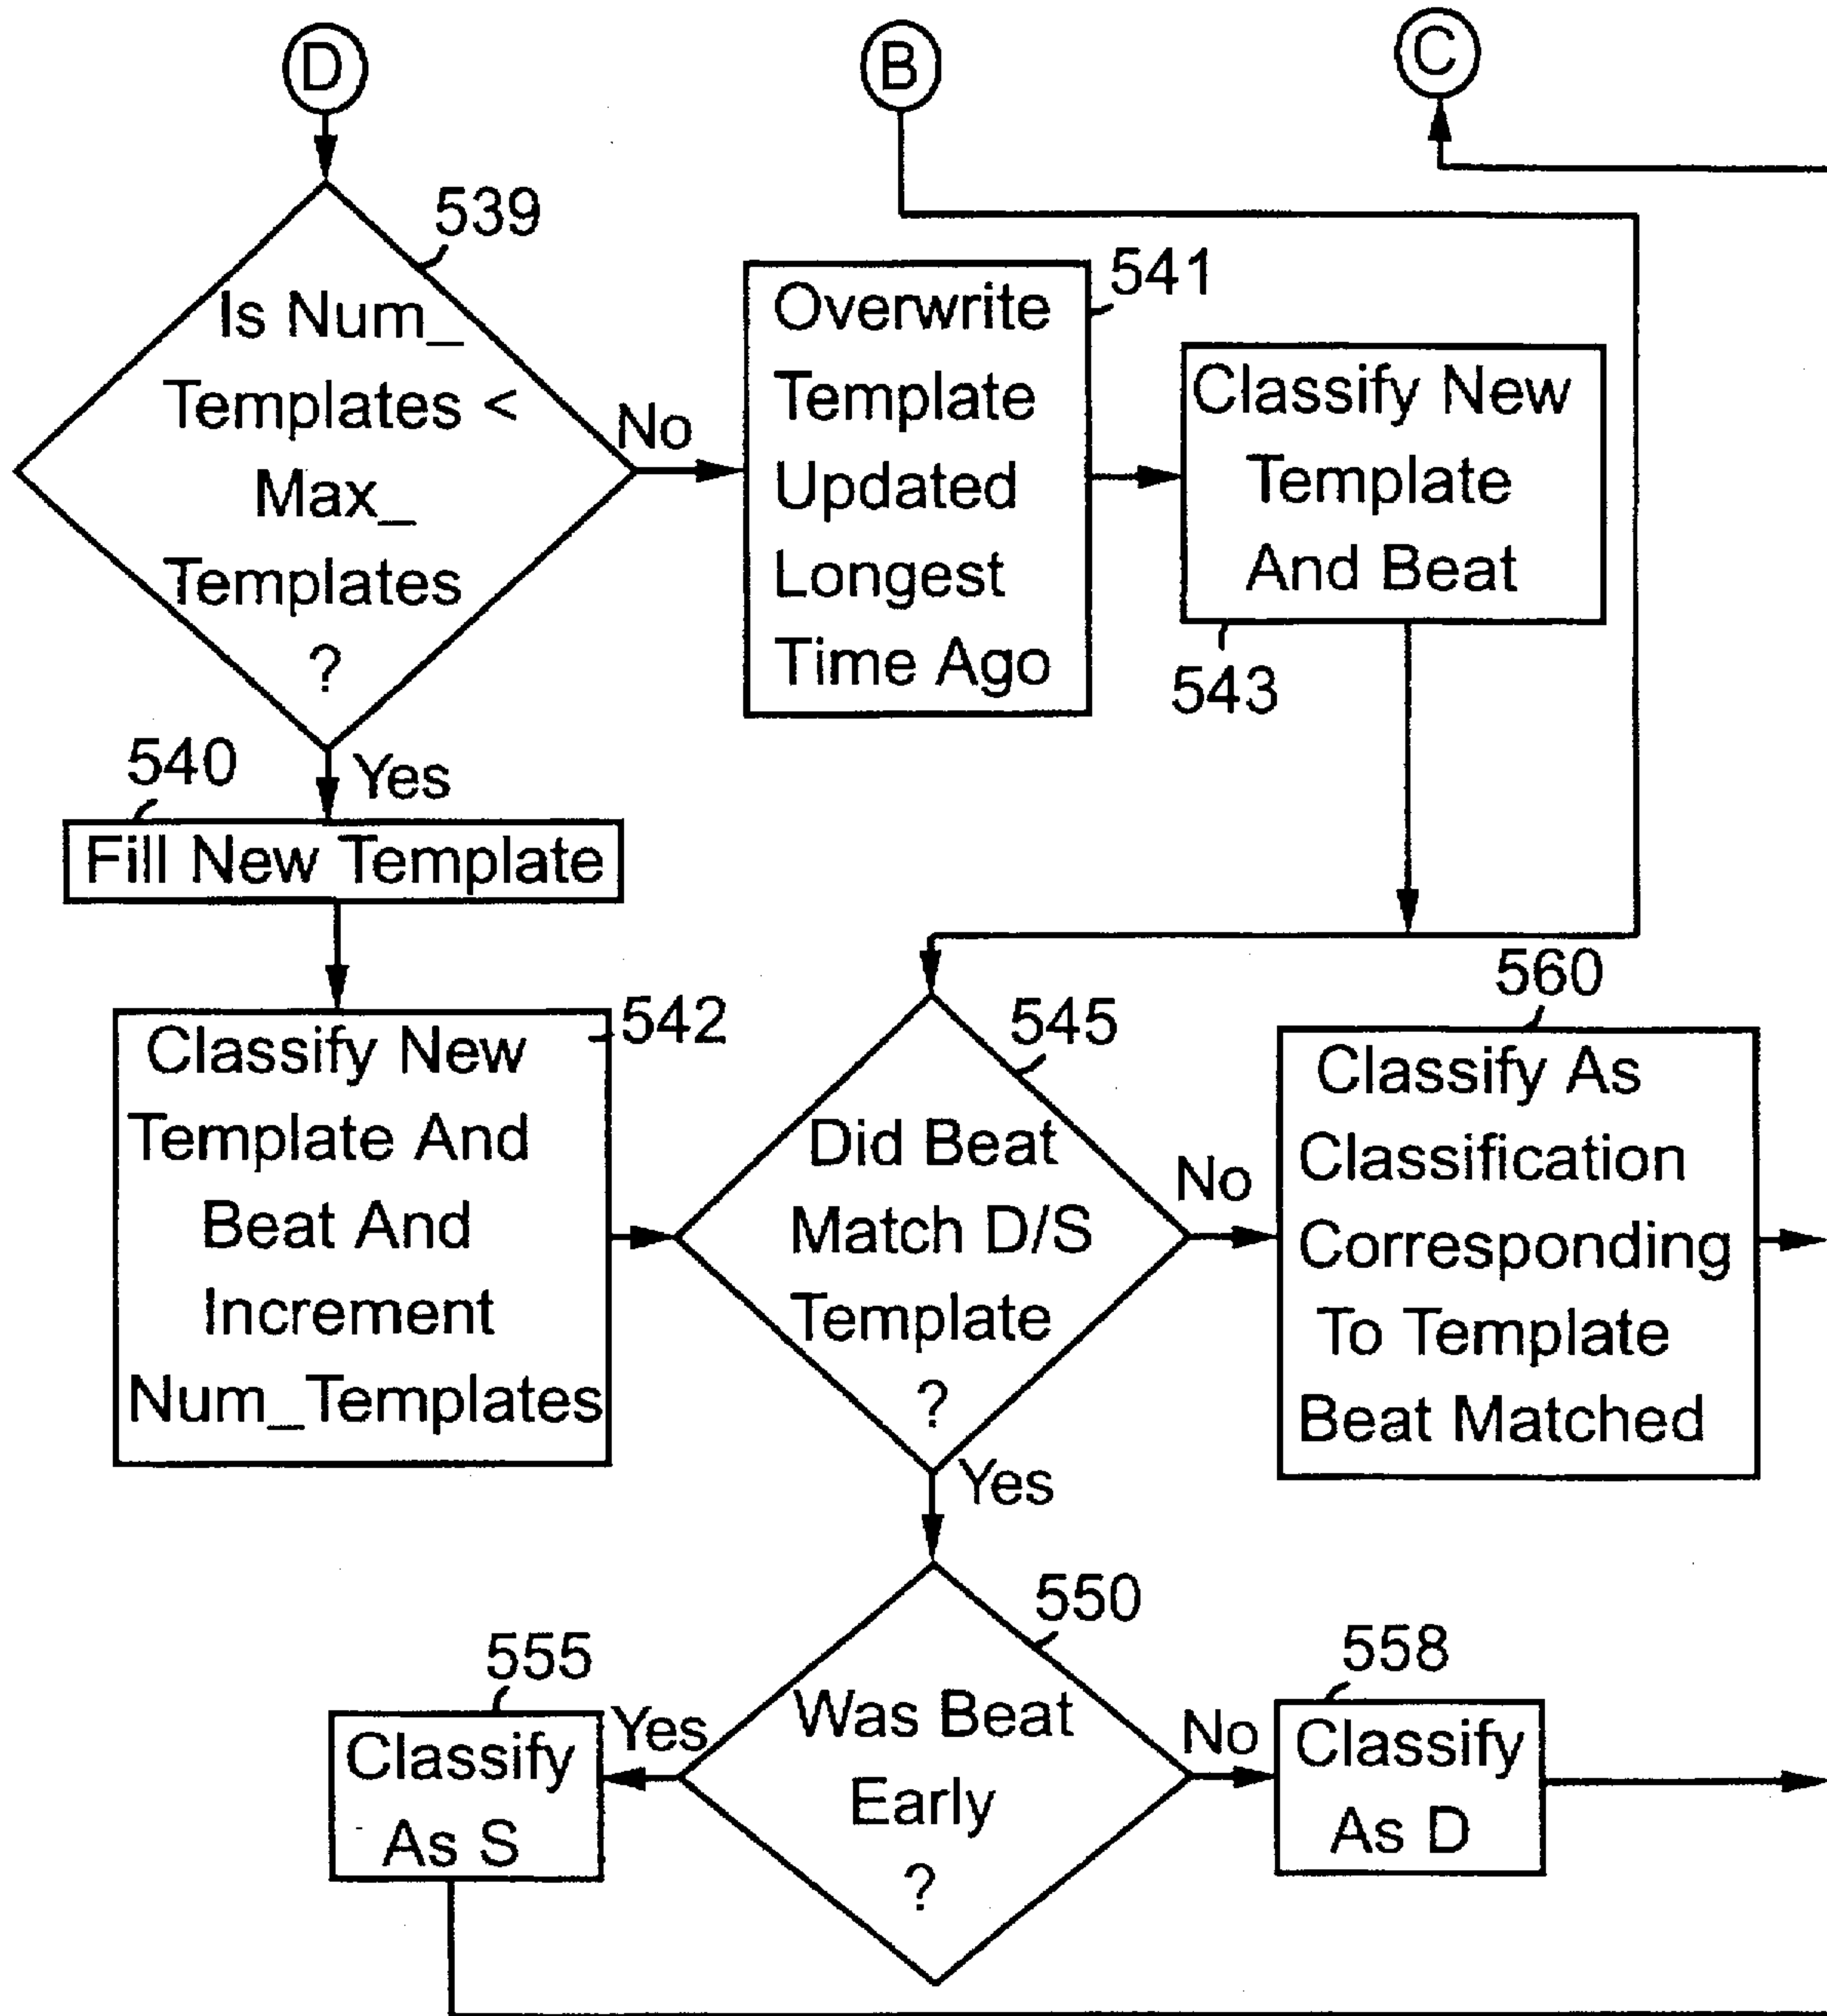 D
B
C
539
Is Num_
Templates <
Max_
Templates
?
No
541
Overwrite
Template
Updated
Longest
Time Ago
Classify New
Template
And Beat
543
Yes
540
Fill New Template
542
Classify New
Template And
Beat And
Increment
Num_Templates
545
Did Beat
Match D/S
Template
?
No
560
Classify As
Classification
Corresponding
To Template
Beat Matched
Yes
550
Was Beat
Early
?
Yes
555
Classify
As S
No
558
Classify
As D